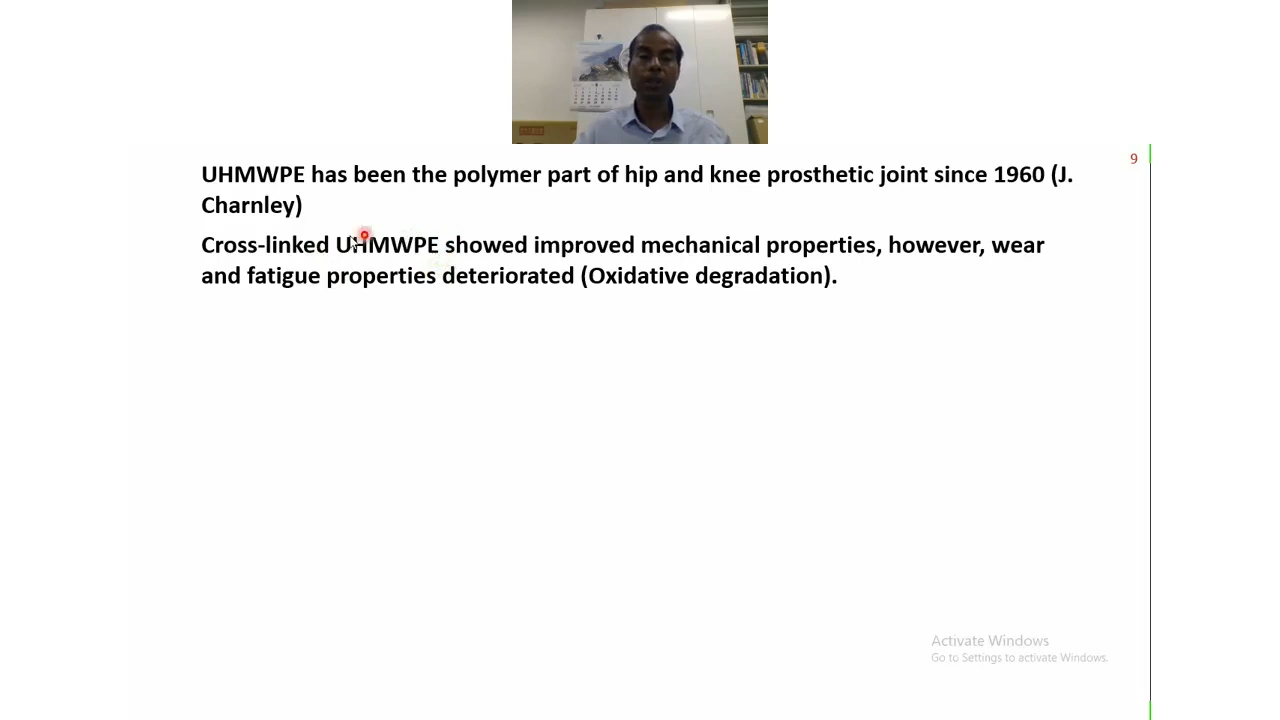 9
UHMWPE has been the polymer part of hip and knee prosthetic joint since 1960 (J.
Charnley)
Cross-linked UHMWPE showed improved mechanical properties, however, wear
and fatigue properties deteriorated (Oxidative degradation).
Activate Windows
Go to Settings to activate Windows.